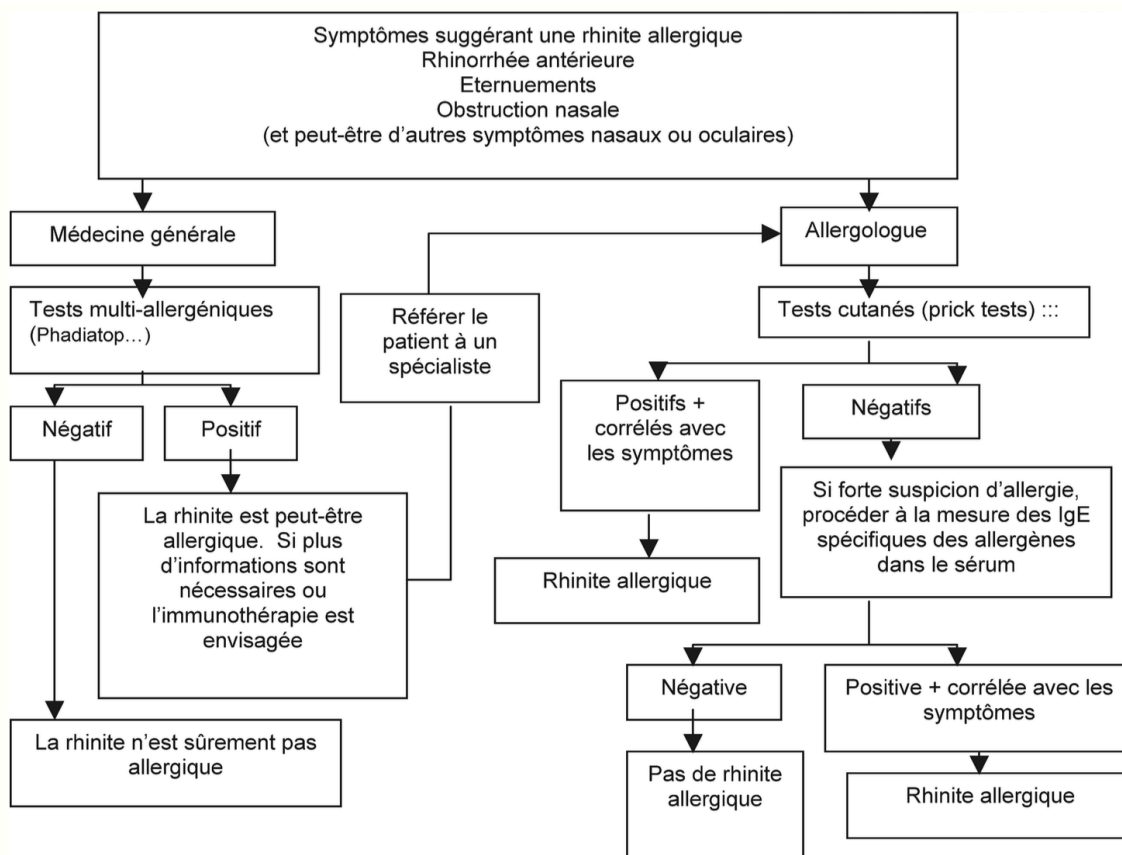 Symptômes suggérant une rhinite allergique
Rhinorrhée antérieure
Eternuements
Obstruction nasale
(et peut-être d'autres symptômes nasaux ou oculaires)
Médecine générale
Allergologue
Tests multi-allergéniques
(Phadiatop…)
Référer le
patient à un
spécialiste
Tests cutanés (prick tests) :::
Négatif
Positif
Positifs +
corrélés avec
les symptômes
Négatifs
La rhinite est peut-être
allergique. Si plus
d'informations sont
nécessaires ou
l'immunothérapie est
envisagée
Si forte suspicion d'allergie,
procéder à la mesure des IgE
spécifiques des allergènes
dans le sérum
Rhinite allergique
Négative
Positive + corrélée avec les
symptômes
La rhinite n'est sûrement pas
allergique
Pas de rhinite
allergique
Rhinite allergique